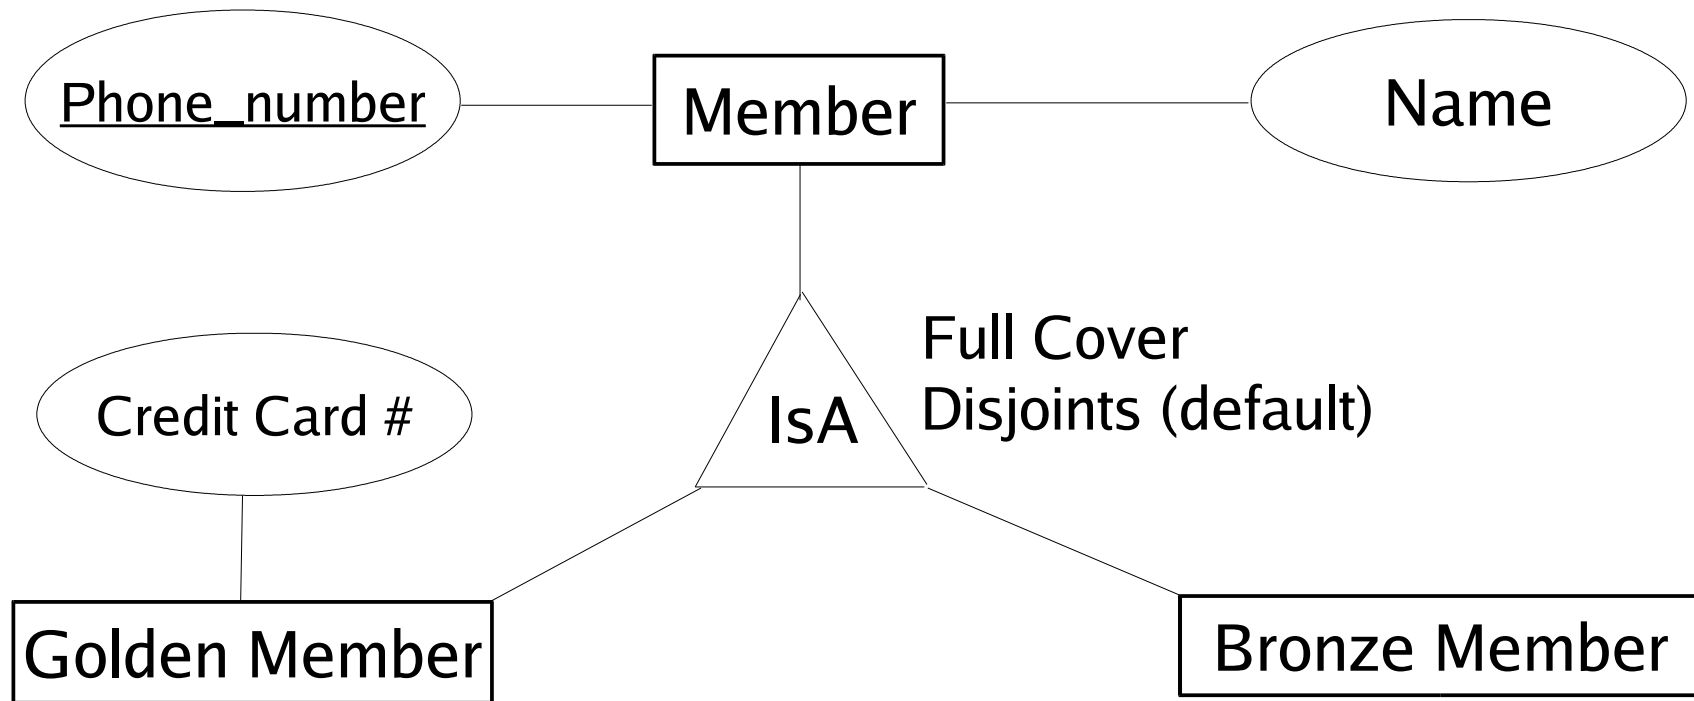 Phone_number
Member
Name
Full Cover
Disjoints (default)
IsA
Credit Card #
Golden Member
Bronze Member